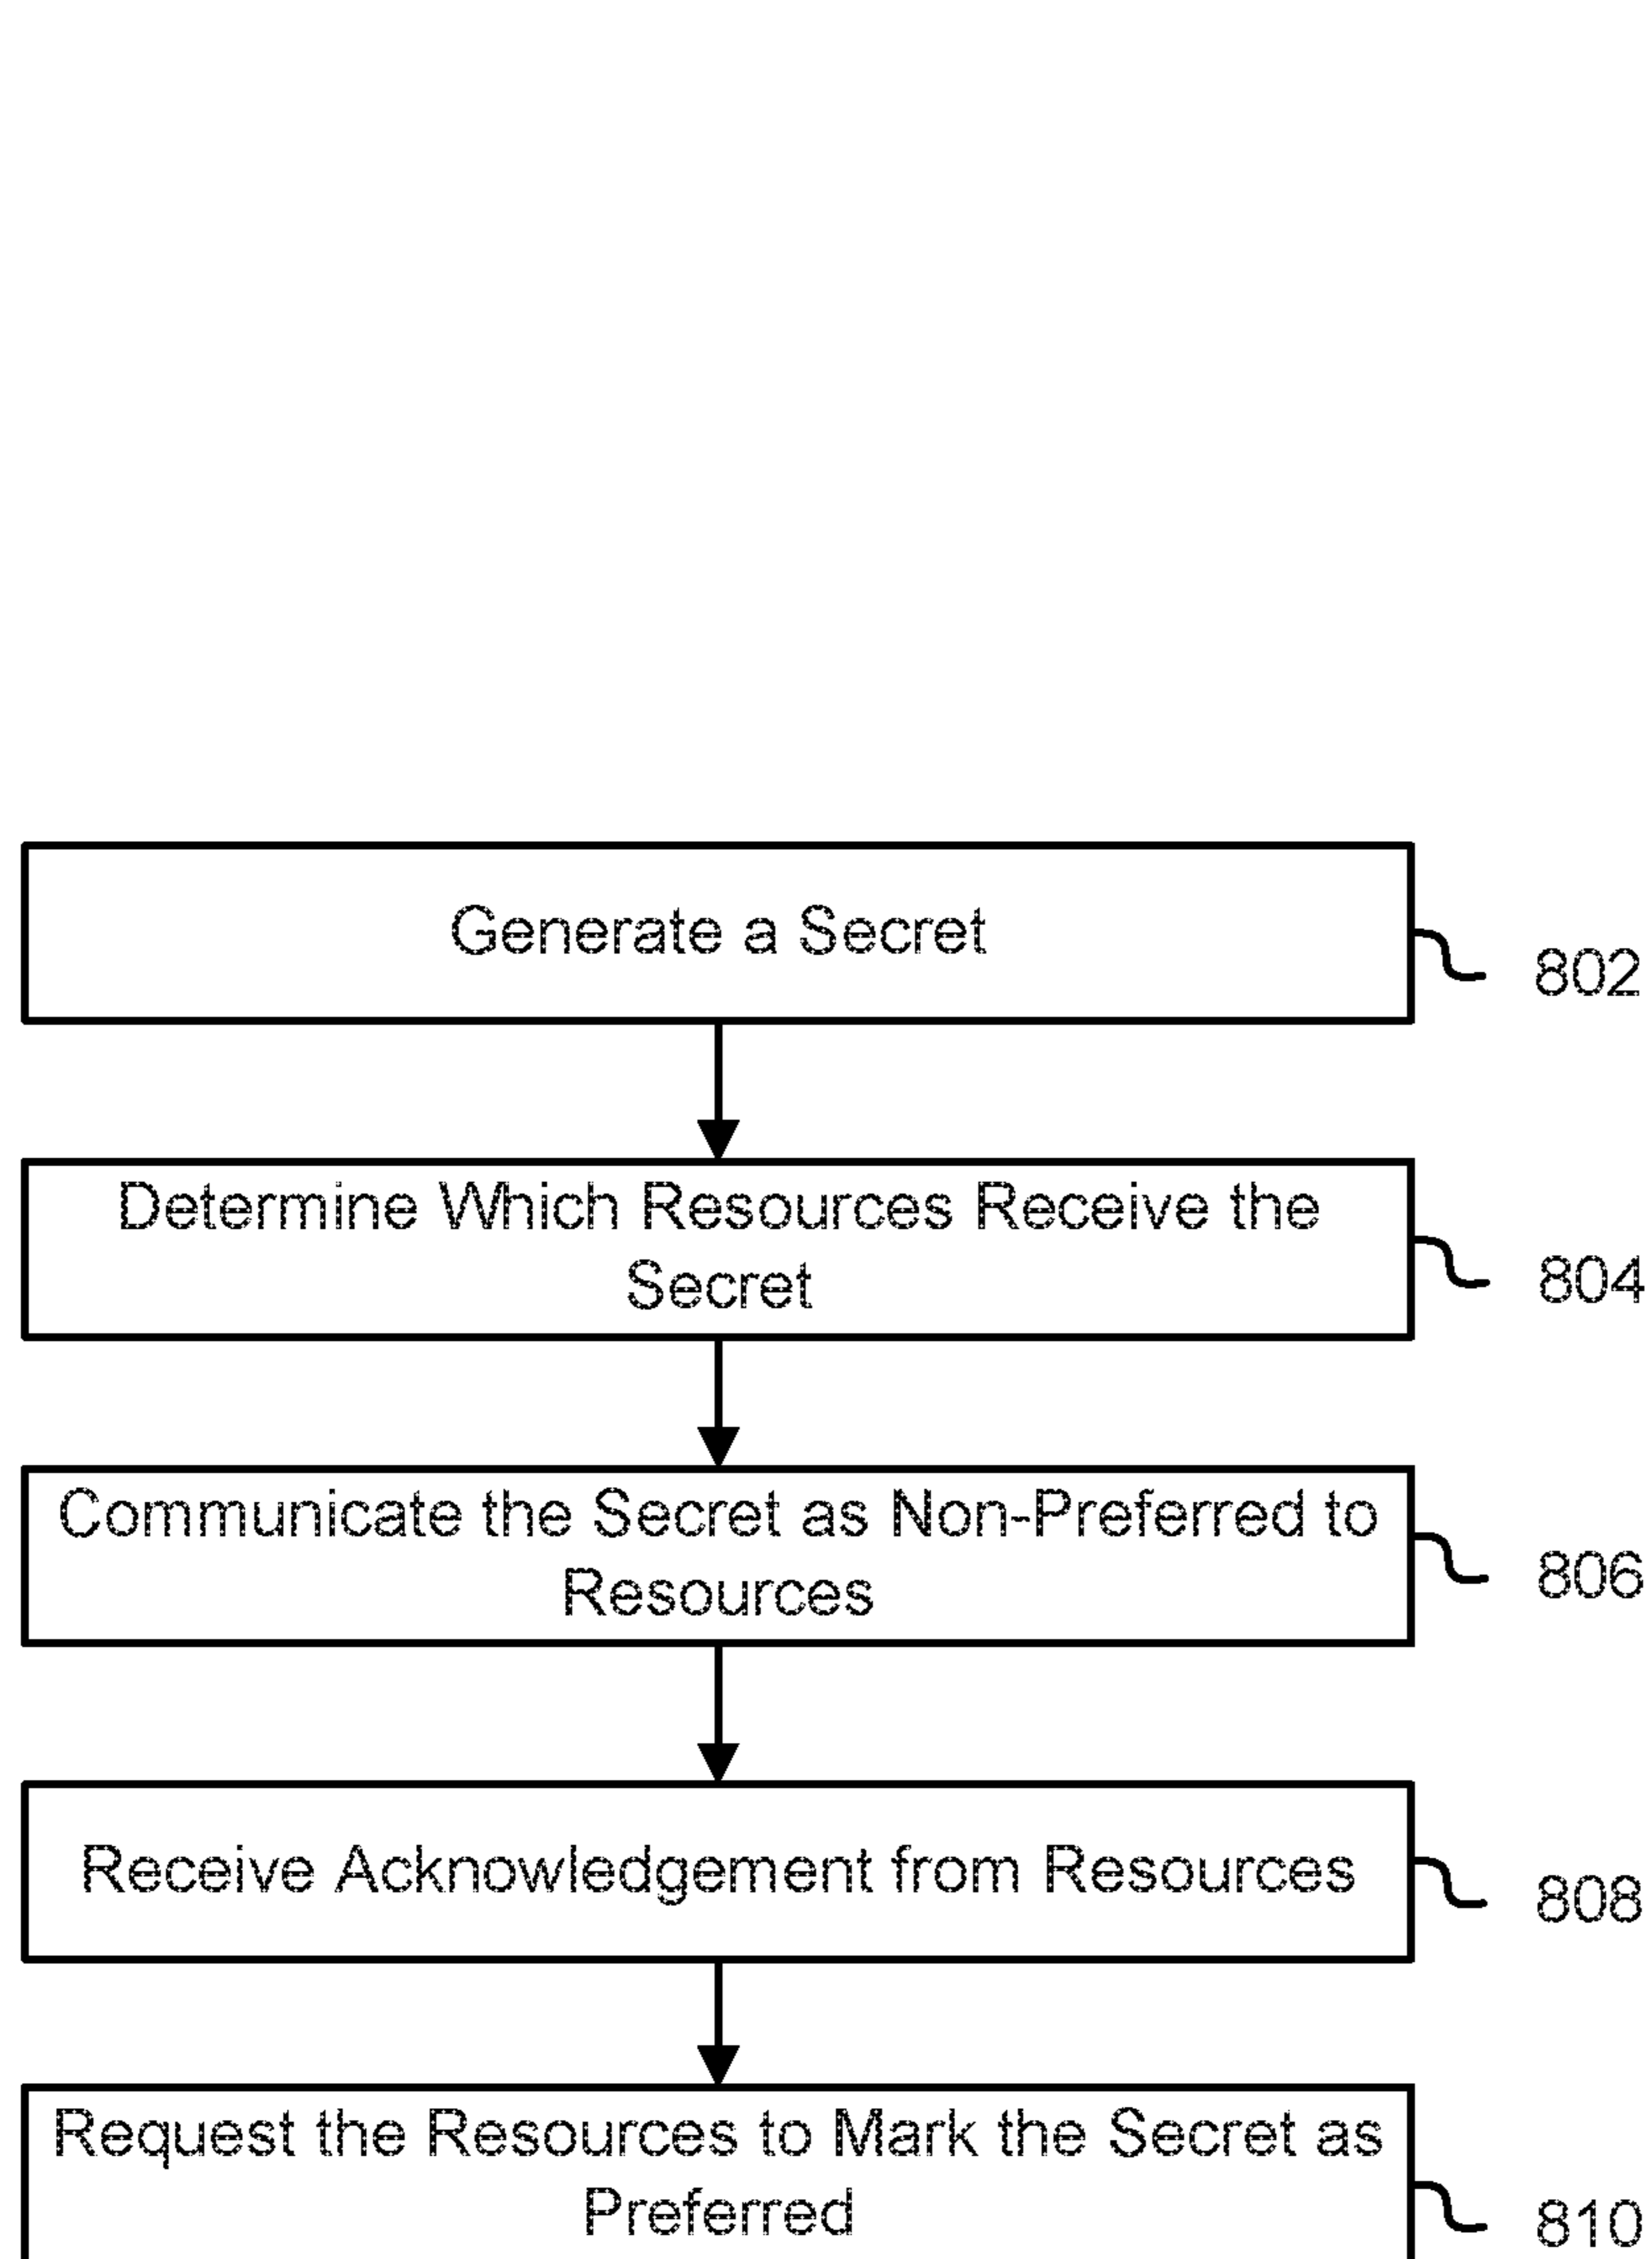 Generate a Secret
802
Determine Which Resources Receive the
Secret
804
Communicate the Secret as Non-Preferred to
Resources
806
Receive Acknowledgement from Resources
808
Request the Resources to Mark the Secret as
Preferred
810